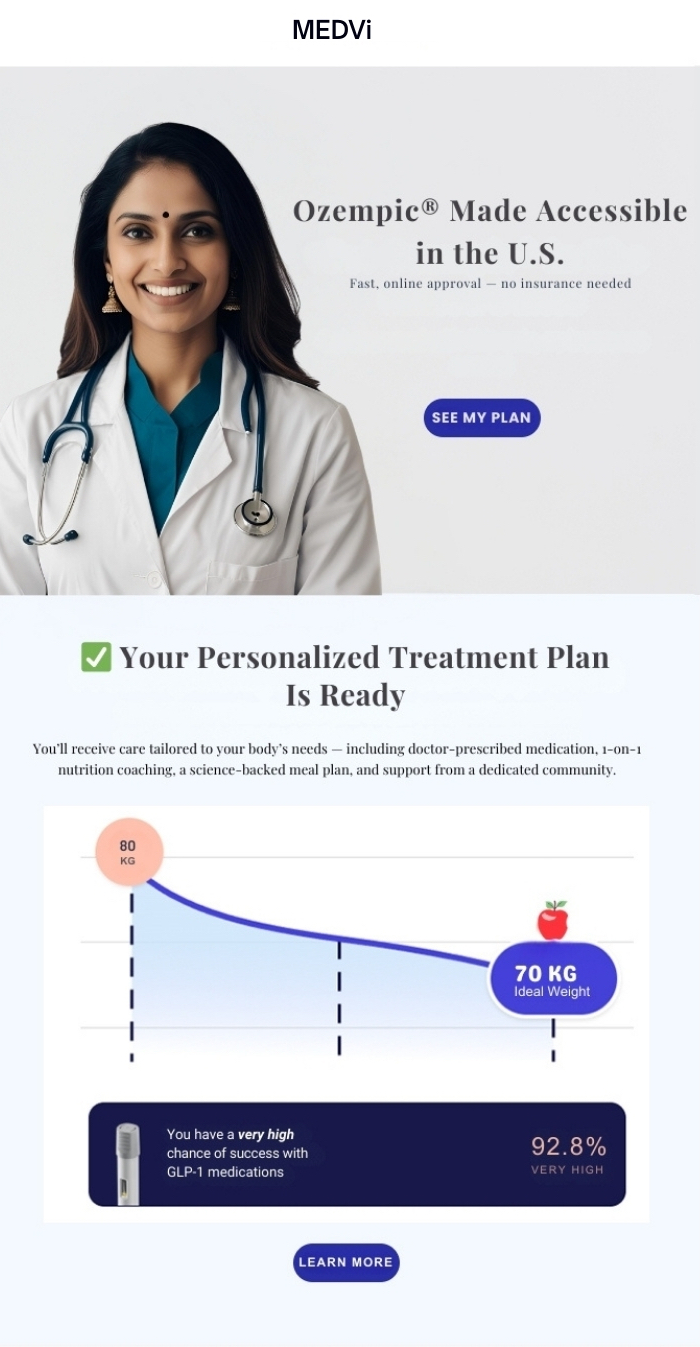 MEDVi
Ozempic® Made Accessible
in the U.S.
Fast, online approval — no insurance needed
SEE MY PLAN
✅ Your Personalized Treatment Plan
Is Ready
You'll receive care tailored to your body's needs — including doctor-prescribed medication, 1-on-1
nutrition coaching, a science-backed meal plan, and support from a dedicated community.
80
KG
70 KG
Ideal Weight
You have a very high
chance of success with
GLP-1 medications
92.8%
VERY HIGH
LEARN MORE